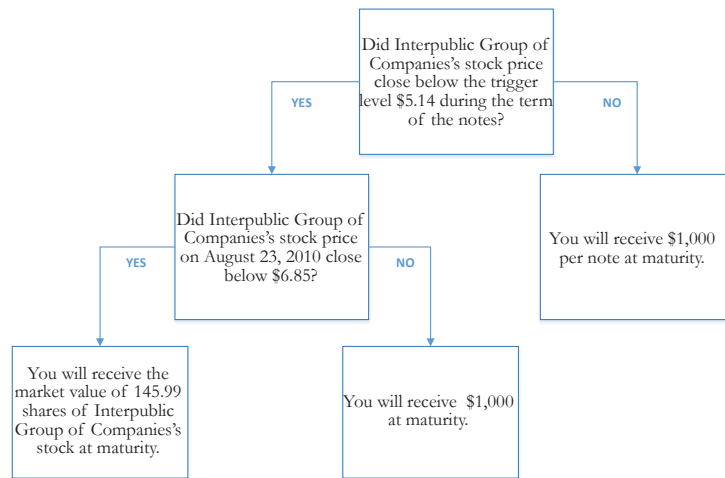 Did Interpublic Group of
Companies's stock price
close below the trigger
level $5.14 during the term
of the notes?
YES
NO
Did Interpublic Group of
Companies's stock price
on August 23, 2010 close
below $6.85?
You will receive $1,000
per note at maturity.
YES
NO
You will receive the
market value of 145.99
shares of Interpublic
Group of Companies's
stock at maturity.
You will receive $1,000
at maturity.